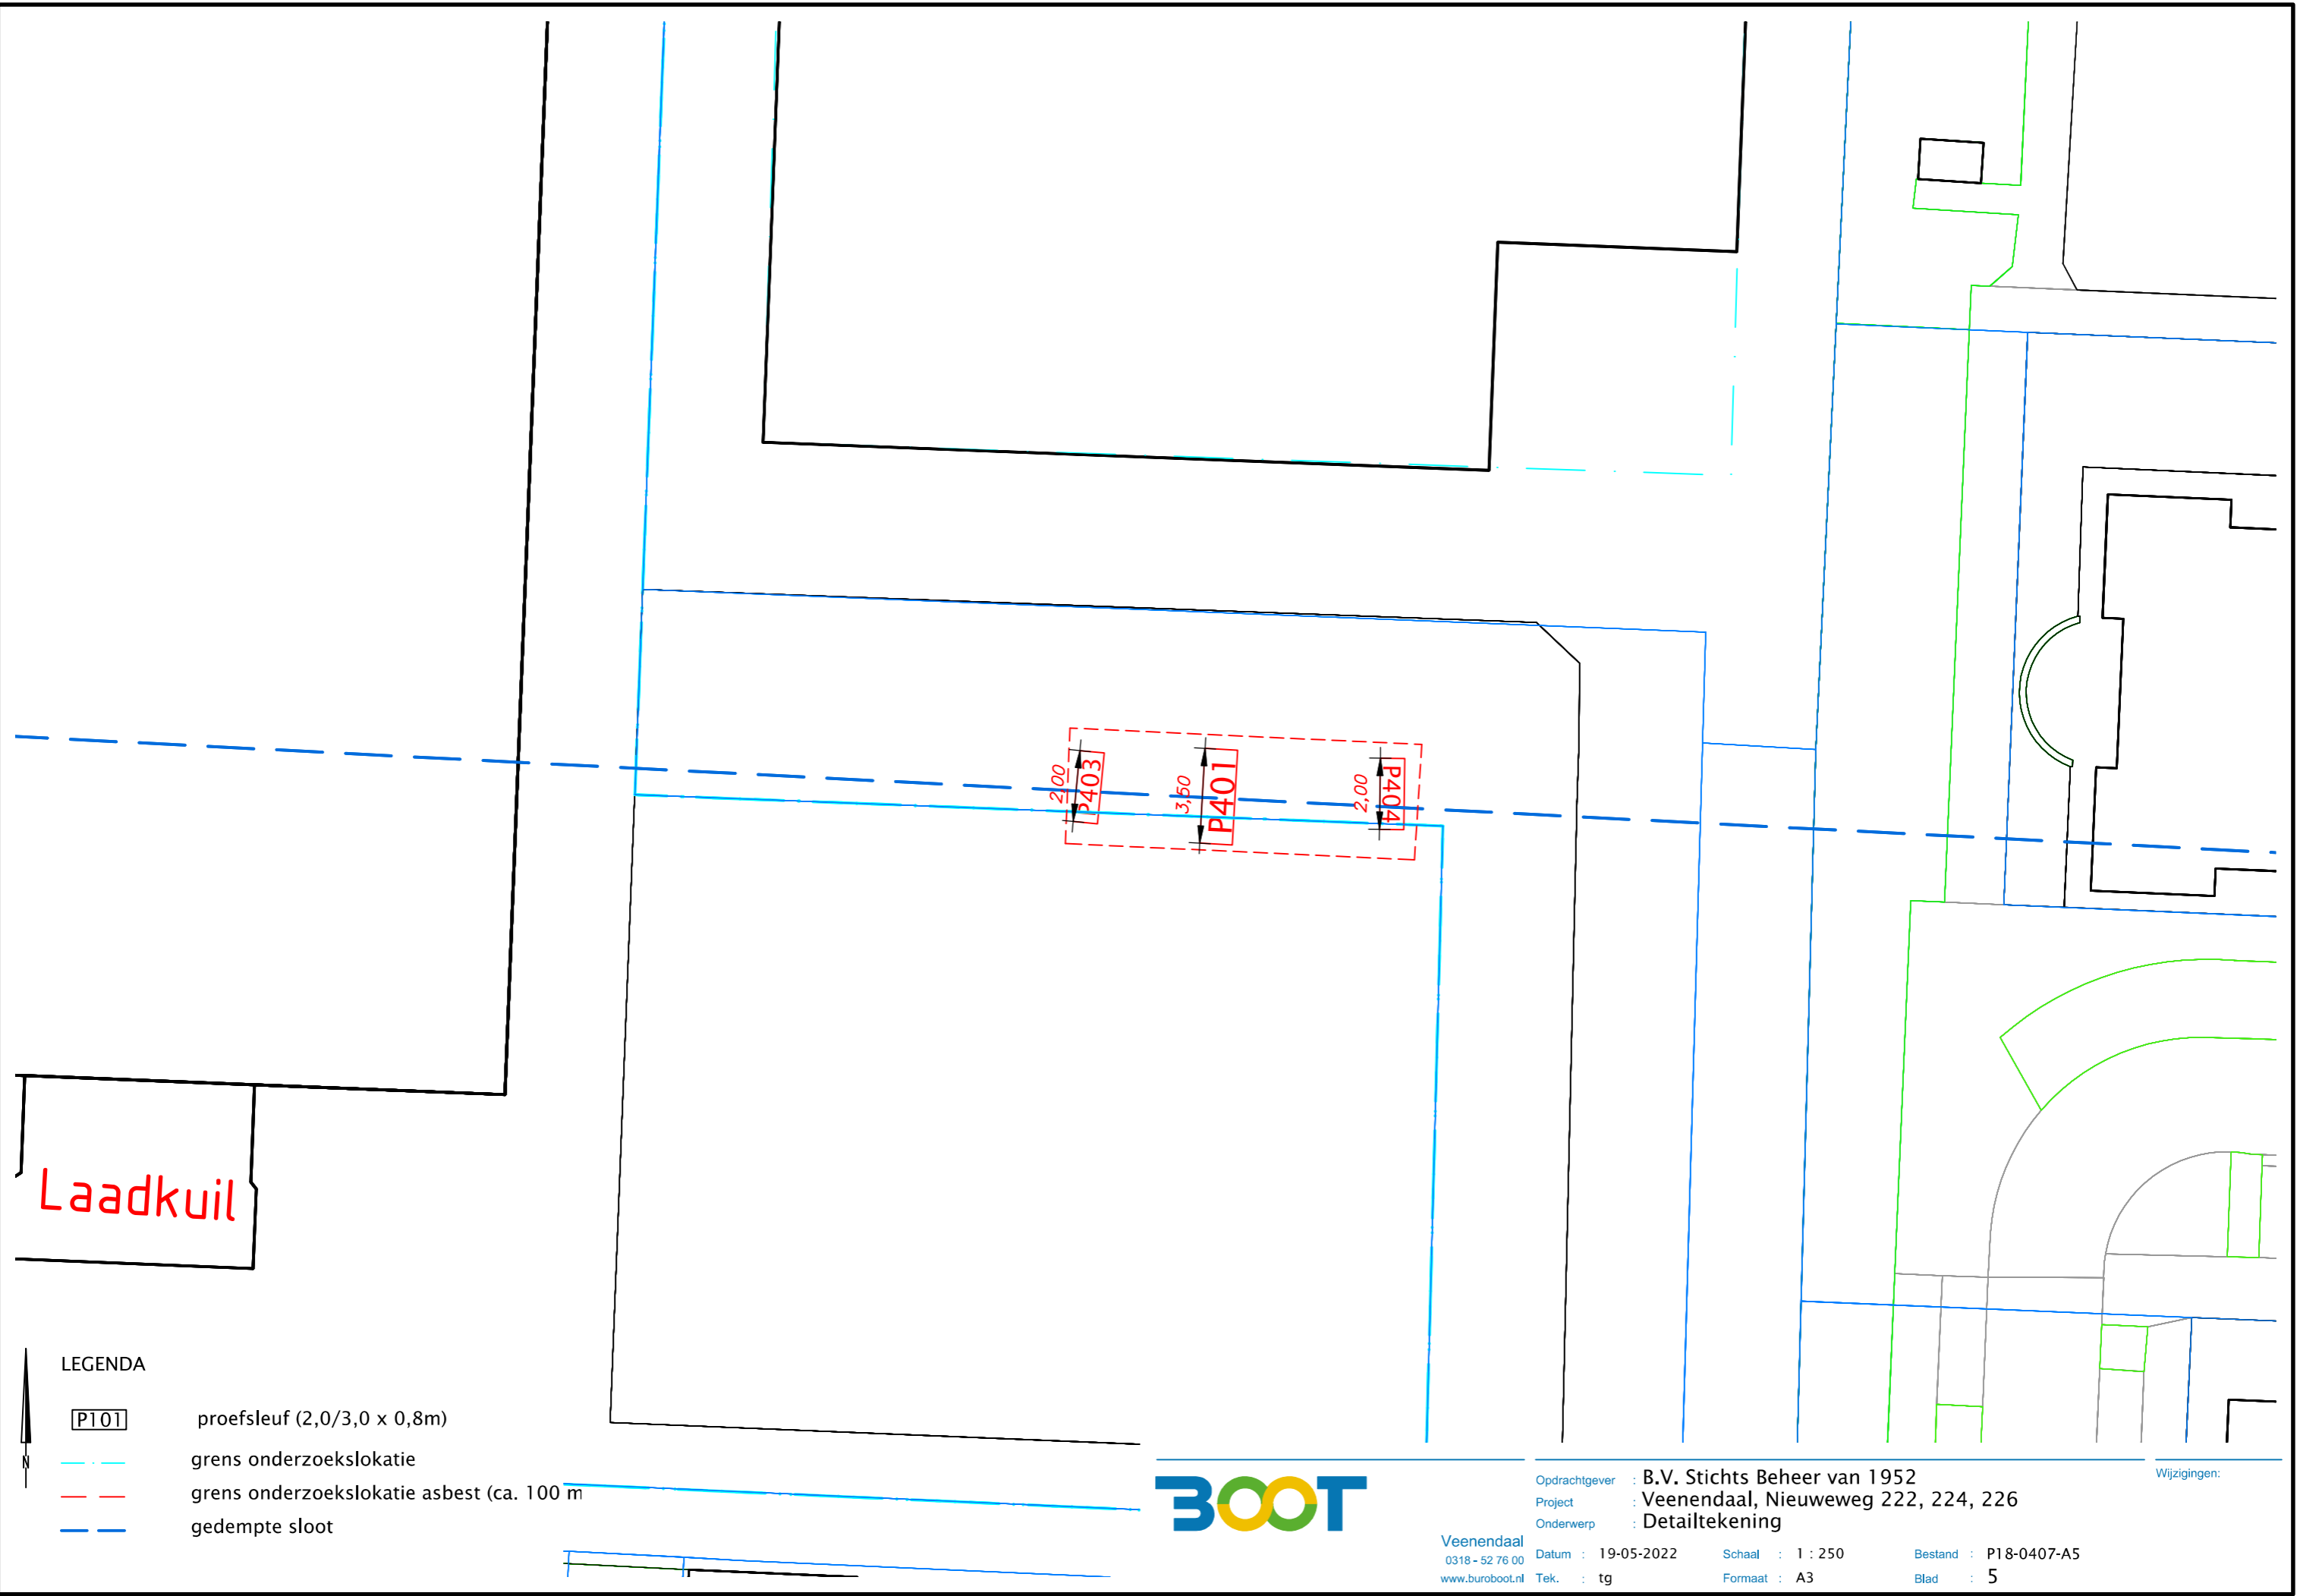 2,00
P403
3,50
P401
2,00
P404
Laadkuil
LEGENDA
P101 proefsleuf (2,0/3,0 x 0,8m)
grens onderzoekslokatie
grens onderzoekslokatie asbest (ca. 100 m
gedempte sloot
N
BOOT
Veenendaal
0318 - 52 76 00
www.buroboot.nl
Opdrachtgever : B.V. Stichts Beheer van 1952
Project : Veenendaal, Nieuweweg 222, 224, 226
Onderwerp : Detailtekening
Datum : 19-05-2022 Schaal : 1 : 250 Bestand : P18-0407-A5
Tek. : tg Formaat : A3 Blad : 5
Wijzigingen: